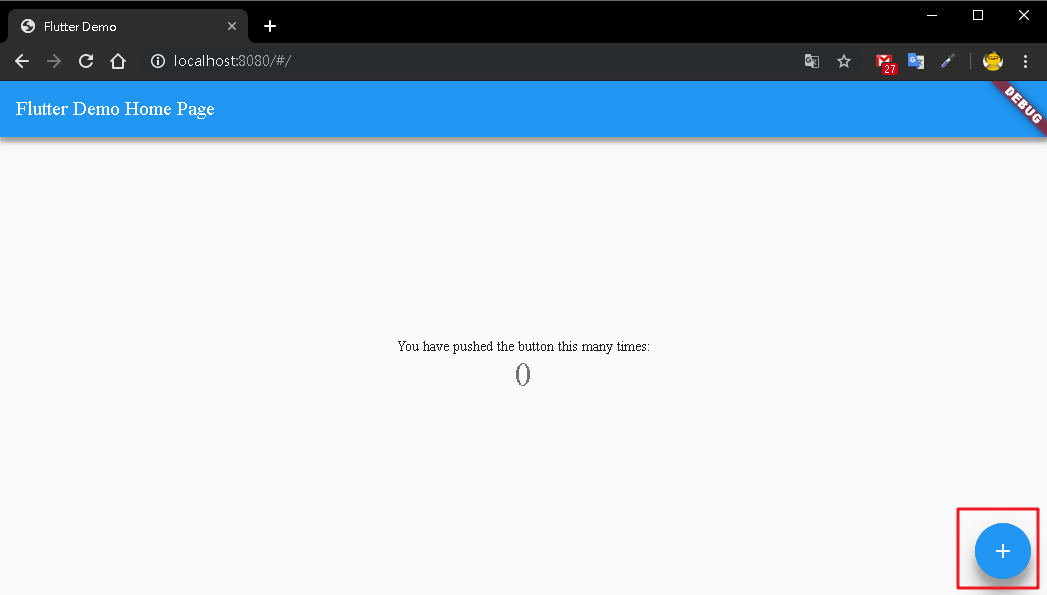 Flutter Demo
localhost:8080/#/
27
Flutter Demo Home Page
DEBUG
You have pushed the button this many times:
0